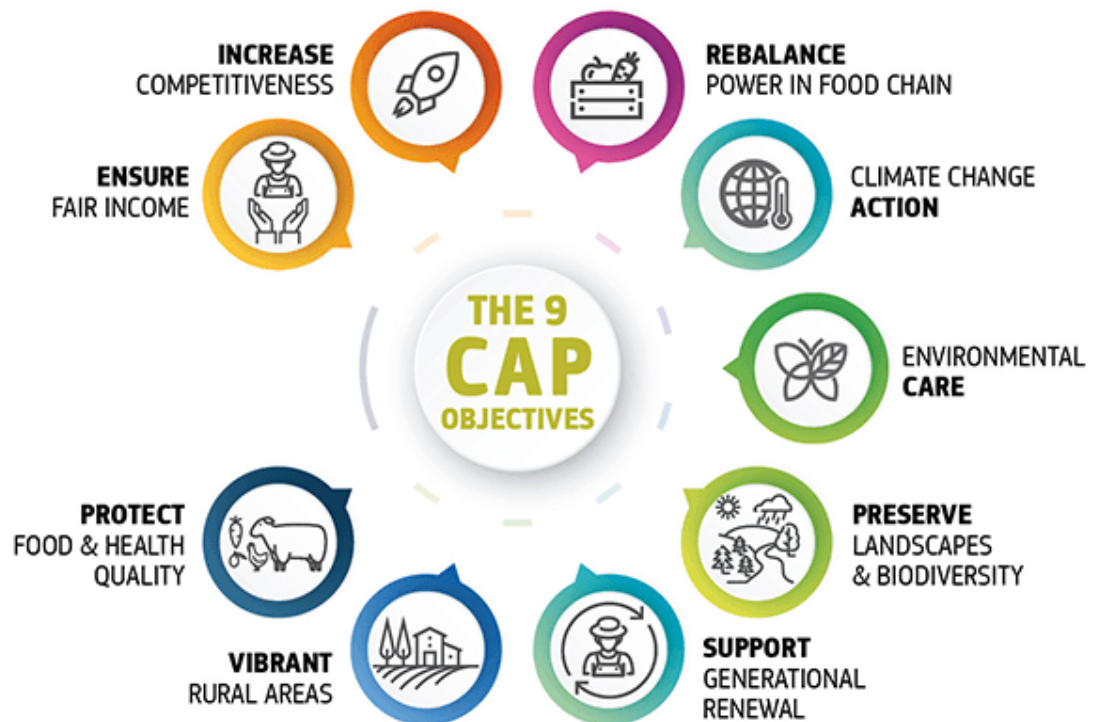 THE 9
CAP
OBJECTIVES
ENSURE
FAIR INCOME
INCREASE
COMPETITIVENESS
REBALANCE
POWER IN FOOD CHAIN
CLIMATE CHANGE
ACTION
ENVIRONMENTAL
CARE
PRESERVE
LANDSCAPES
& BIODIVERSITY
SUPPORT
GENERATIONAL
RENEWAL
VIBRANT
RURAL AREAS
PROTECT
FOOD & HEALTH
QUALITY